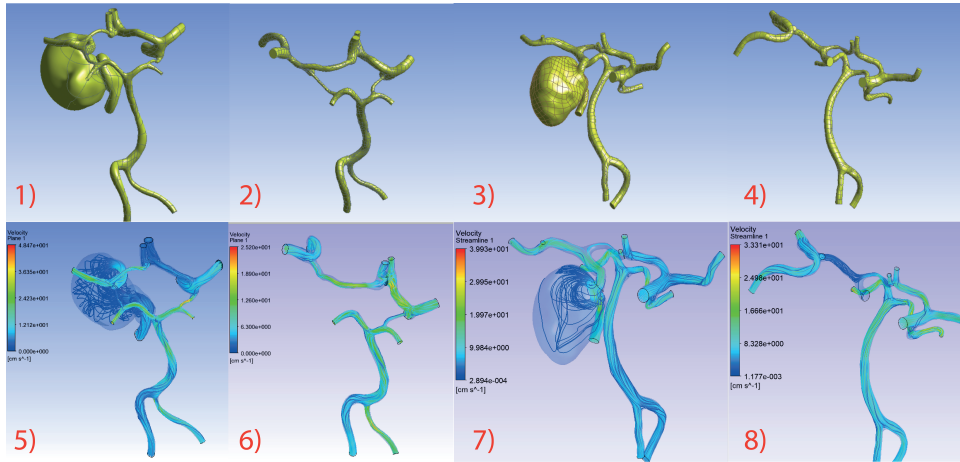 1)
2)
3)
4)
Velocity
Plane 1
4.847e+001
3.635e+001
2.423e+001
1.212e+001
0.000e+000
[cm s^-1]
5)
Velocity
Plane 1
2.520e+001
1.890e+001
1.260e+001
6.300e+000
0.000e+000
[cm s^-1]
6)
Velocity
Streamline 1
3.993e+001
2.995e+001
1.997e+001
9.984e+000
2.894e-004
[cm s^-1]
7)
Velocity
Streamline 1
3.331e+001
2.498e+001
1.666e+001
8.328e+000
1.177e-003
[cm s^-1]
8)